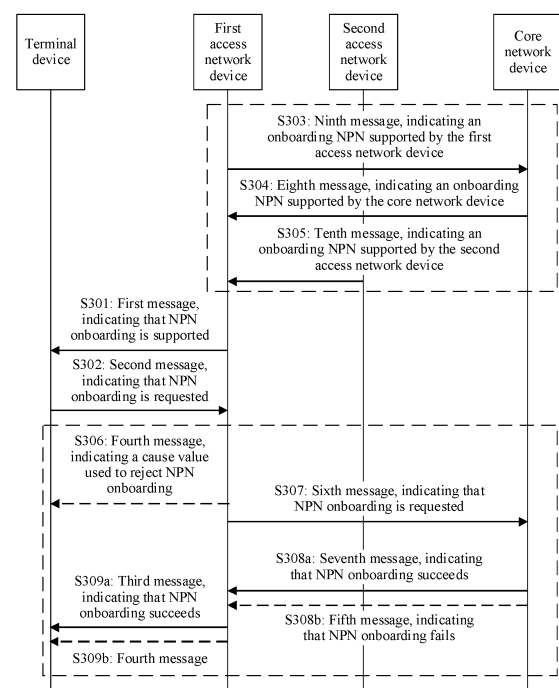 Terminal
device
First
access
network
device
Second
access
network
device
Core
network
device
S303: Ninth message, indicating an
onboarding NPN supported by the first
access network device
S304: Eighth message, indicating an onboarding
NPN supported by the core network device
S305: Tenth message, indicating an
onboarding NPN supported by the second
access network device
S301: First message,
indicating that NPN
onboarding is supported
S302: Second message,
indicating that NPN
onboarding is requested
S306: Fourth message,
indicating a cause value
used to reject NPN
onboarding
S307: Sixth message, indicating that
NPN onboarding is requested
S308a: Seventh message, indicating
that NPN onboarding succeeds
S309a: Third message,
indicating that NPN
onboarding succeeds
S308b: Fifth message, indicating
that NPN onboarding fails
S309b: Fourth message